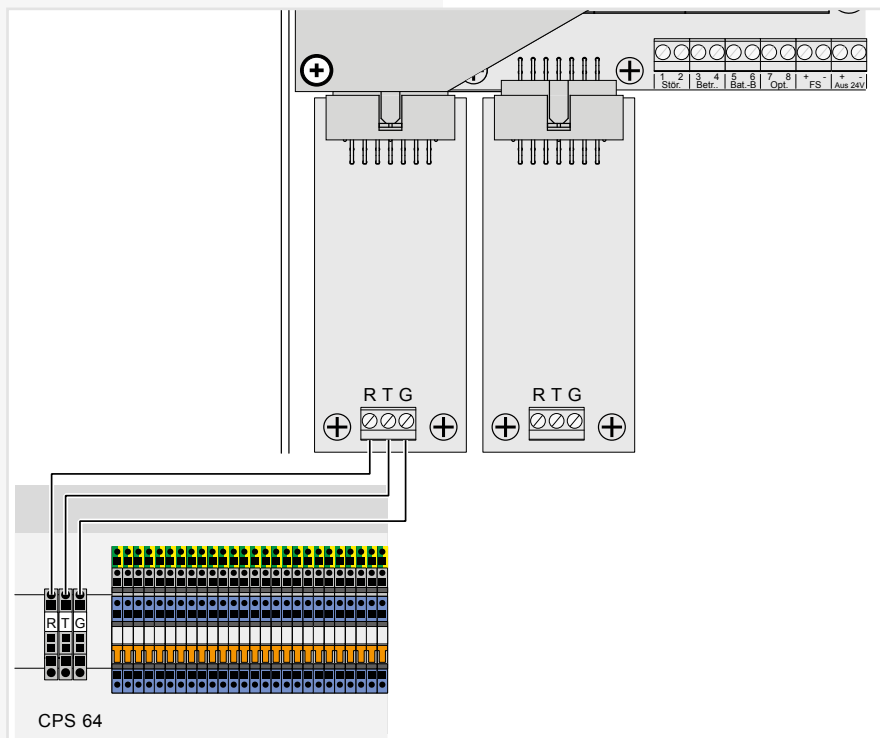 1 2 3 4 5 6 7 8 + - + -
Stör. Betr.. Bat.-B Opt. FS Aus 24V
R T G R T G
R T G
CPS 64